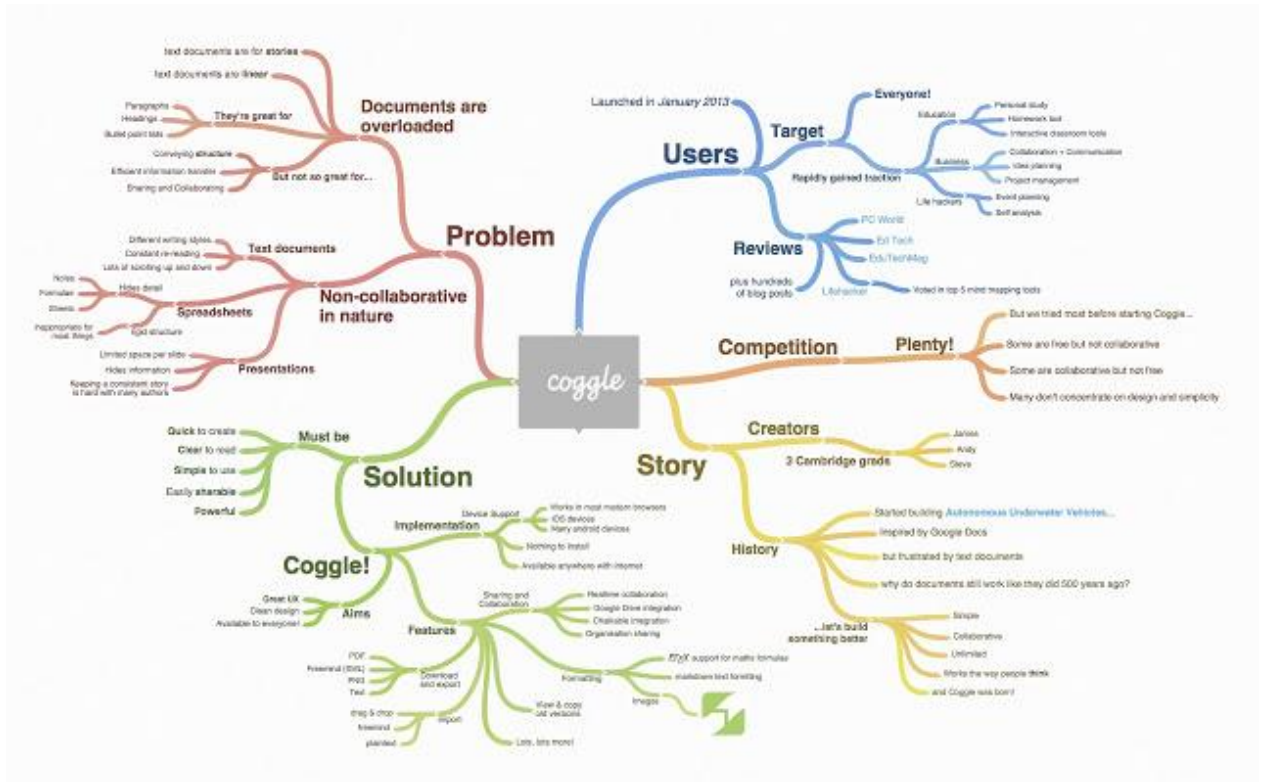 coggle
Problem
Documents are
overloaded
text documents are for stories
text documents are linear
They're great for
Paragraphs
Headings
Bullet point lists
But not so great for...
Conveying structure
Efficient information transfer
Sharing and Collaborating
Non-collaborative
in nature
Text documents
Different writing styles
Constant re-reading
Lots of scrolling up and down
Spreadsheets
Hides detail
Notes
Formulae
Sheets
Rigid structure
Inappropriate for
most things
Presentations
Limited space per slide
Hides information
Keeping a consistent story
is hard with many authors
Solution
Must be
Quick to create
Clear to read
Simple to use
Easily sharable
Powerful
Coggle!
Implementation
Device Support
Works in most modern browsers
iOS devices
Many android devices
Nothing to install
Available anywhere with internet
Aims
Great UX
Clean design
Available to everyone!
Features
Sharing and
Collaboration
Realtime collaboration
Google Drive integration
Organisation sharing
Formatting
LATEX support for maths formulae
markdown text formatting
Images
View & copy
old versions
Lots, lots more!
Download
and export
PDF
PNG
Text
drag & drop
freemind
plaintext
Users
Launched in January 2013
Target
Everyone!
Rapidly gained traction
Education
Personal study
Homework tool
Interactive classroom tools
Business
Collaboration + Communication
Idea planning
Project management
Life hackers
Event planning
Self analysis
Reviews
PC World
Ed Tech
EduTechMag
Lifehacker
Voted in top 5 mind mapping tools
plus hundreds
of blog posts
Competition
Plenty!
But we tried most before starting Coggle...
Some are free but not collaborative
Some are collaborative but not free
Many don't concentrate on design and simplicity
Story
Creators
3 Cambridge grads
James
Andy
Steve
History
Started building Autonomous Underwater Vehicles...
Inspired by Google Docs
but frustrated by text documents
why do documents still work like they did 500 years ago?
...let's build
something better
Simple
Collaborative
Unlimited
Works the way people think
and Coggle was born!